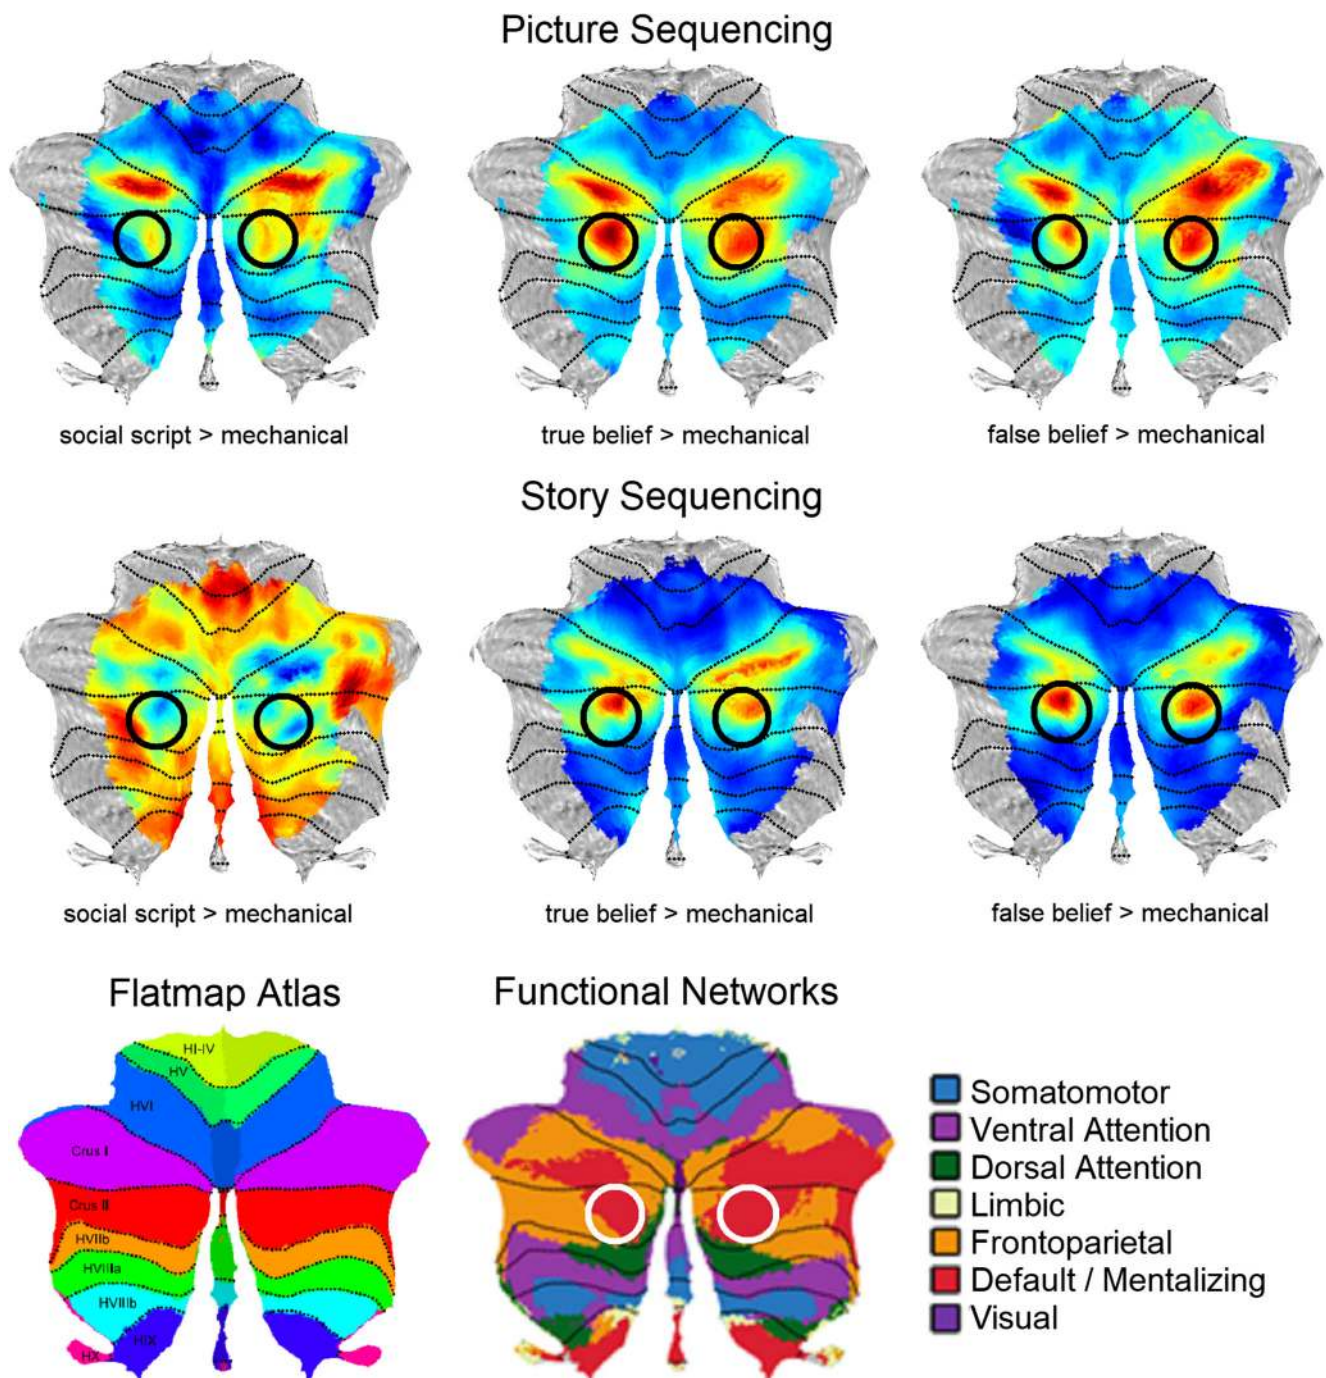 Picture Sequencing
social script > mechanical
true belief > mechanical
false belief > mechanical
Story Sequencing
social script > mechanical
true belief > mechanical
false belief > mechanical
Flatmap Atlas
HI-IV
HV
HVI
Crus I
Crus II
HVIIb
HVIIIa
HVIIIb
HIX
HX
Functional Networks
Somatomotor
Ventral Attention
Dorsal Attention
Limbic
Frontoparietal
Default / Mentalizing
Visual